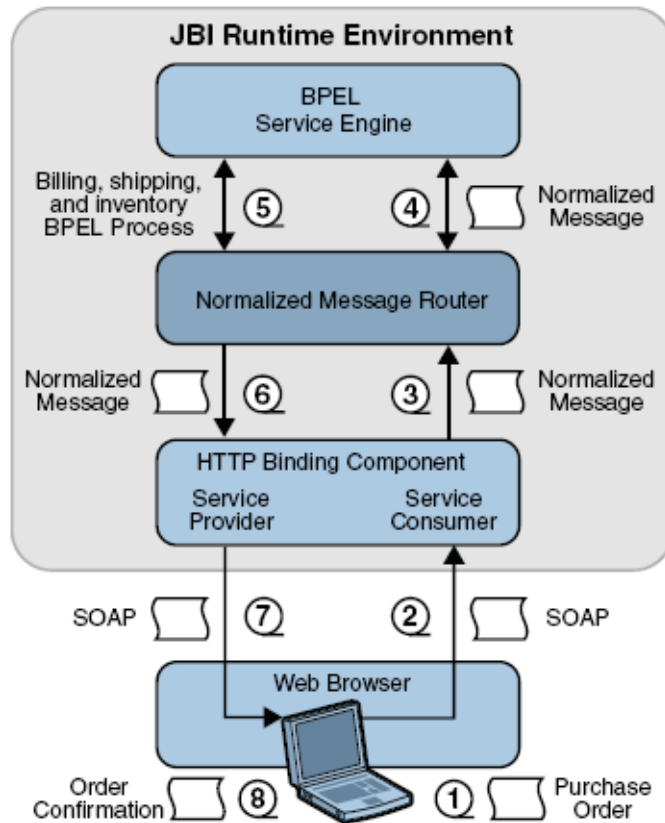 JBI Runtime Environment
BPEL
Service Engine
Billing, shipping,
and inventory
BPEL Process
5
4
Normalized
Message
Normalized Message Router
Normalized
Message
6
3
Normalized
Message
HTTP Binding Component
Service
Provider
Service
Consumer
SOAP
7
2
SOAP
Web Browser
Order
Confirmation
8
1
Purchase
Order